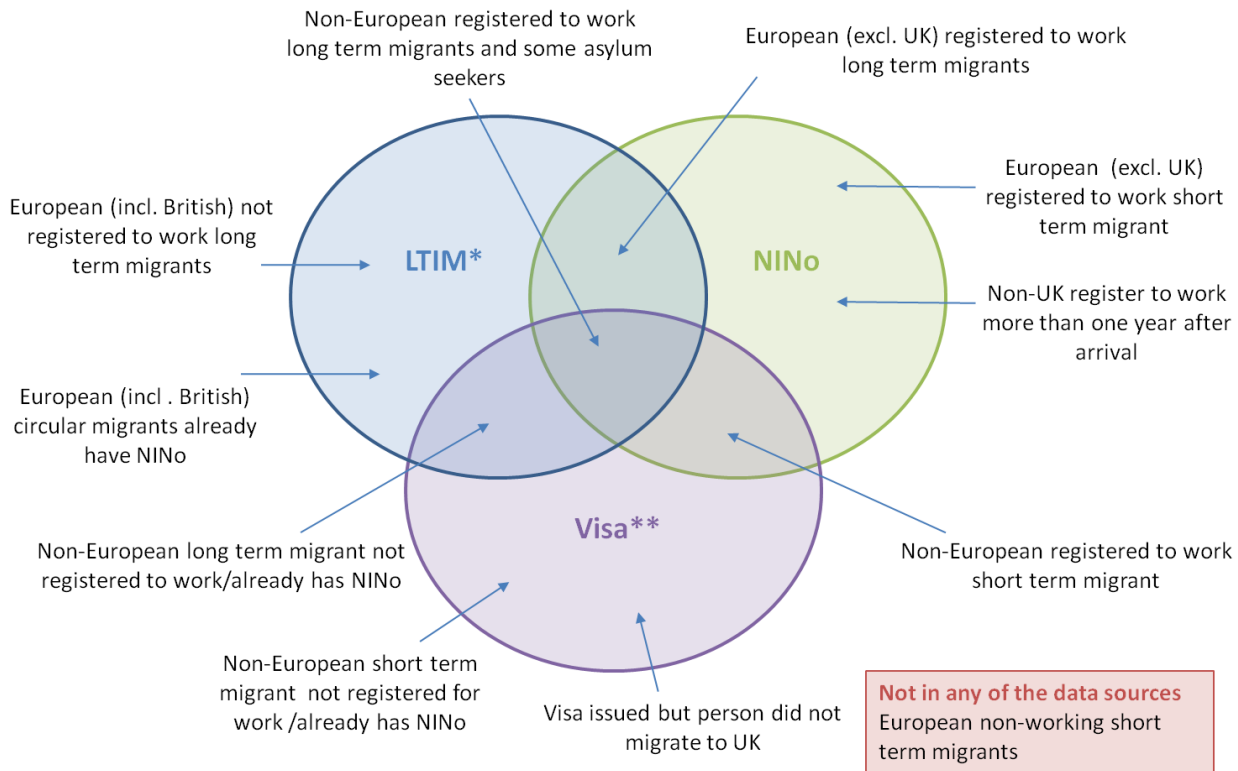 Non-European registered to work
long term migrants and some asylum
seekers
European (excl. UK) registered to work
long term migrants
European (excl. UK)
registered to work short
term migrant
European (incl. British) not
registered to work long
term migrants
LTIM*
NINo
Non-UK register to work
more than one year after
arrival
European (incl . British)
circular migrants already
have NINo
Visa**
Non-European long term migrant not
registered to work/already has NINo
Non-European registered to work
short term migrant
Non-European short term
migrant not registered for
work /already has NINo
Visa issued but person did not
migrate to UK
Not in any of the data sources
European non-working short
term migrants